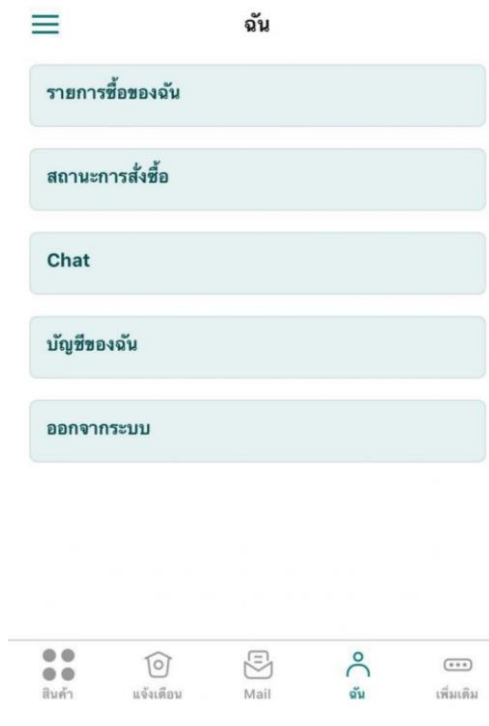 ฉัน
รายการซื้อของฉัน
สถานะการสั่งซื้อ
Chat
บัญชีของฉัน
ออกจากระบบ
สินค้า
แจ้งเตือน
Mail
ฉัน
เพิ่มเติม